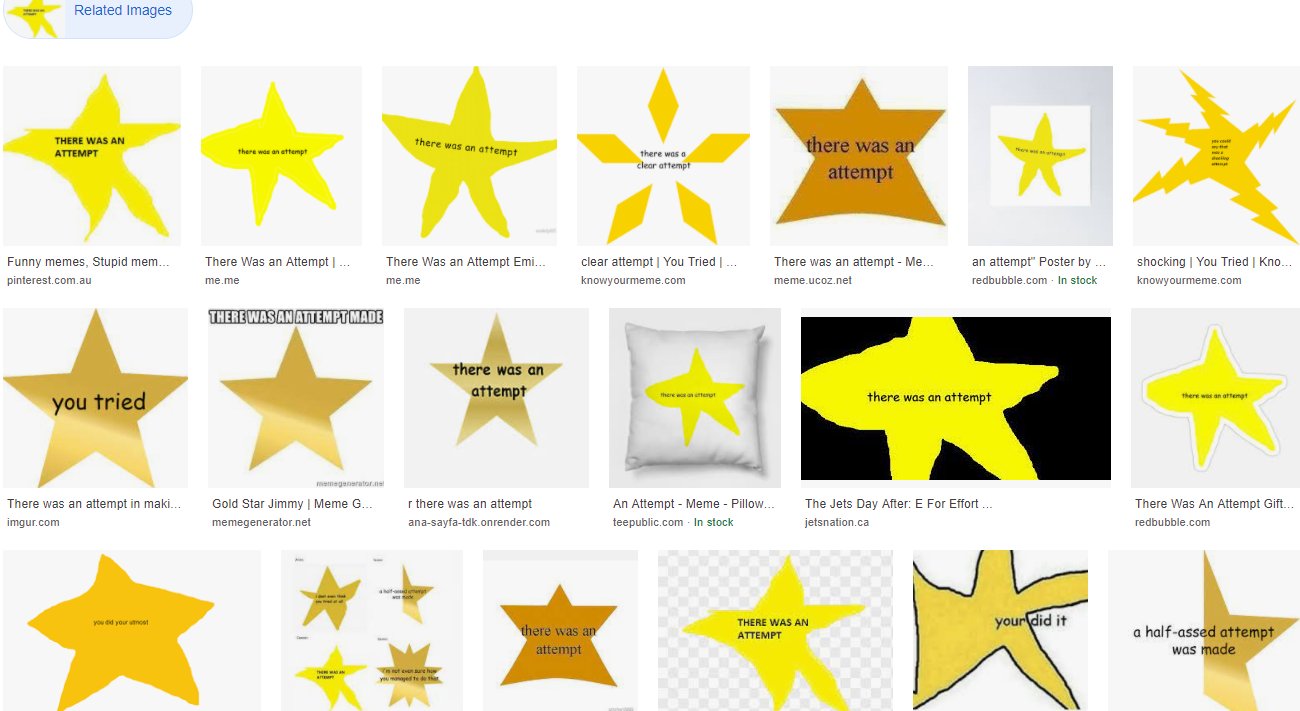 Related Images
THERE WAS AN
ATTEMPT
there was an attempt
there was an attempt
there was a
clear attempt
there was an
attempt
there was an attempt
you could
say that
was a
shocking
attempt
Funny memes, Stupid mem...
pinterest.com.au
There Was an Attempt | ...
me.me
There Was an Attempt Emi...
me.me
clear attempt | You Tried | ...
knowyourmeme.com
There was an attempt - Me...
meme.ucoz.net
an attempt" Poster by ...
redbubble.com · In stock
shocking | You Tried | Kno...
knowyourmeme.com
you tried
THERE WAS AN ATTEMPT MADE
memegenerator.net
there was an
attempt
there was an attempt
there was an attempt
there was an attempt
There was an attempt in maki...
imgur.com
Gold Star Jimmy | Meme G...
memegenerator.net
r there was an attempt
ana-sayfa-tdk.onrender.com
An Attempt - Meme - Pillow...
teepublic.com · In stock
The Jets Day After: E For Effort ...
jetsnation.ca
There Was An Attempt Gift...
redbubble.com
you did your utmost
I dont even think
you tried at all
a half-assed attempt
was made
THERE WAS AN
ATTEMPT
I'm not even sure how
you managed to do that
there was an
attempt
THERE WAS AN
ATTEMPT
your did it
a half-assed attempt
was made